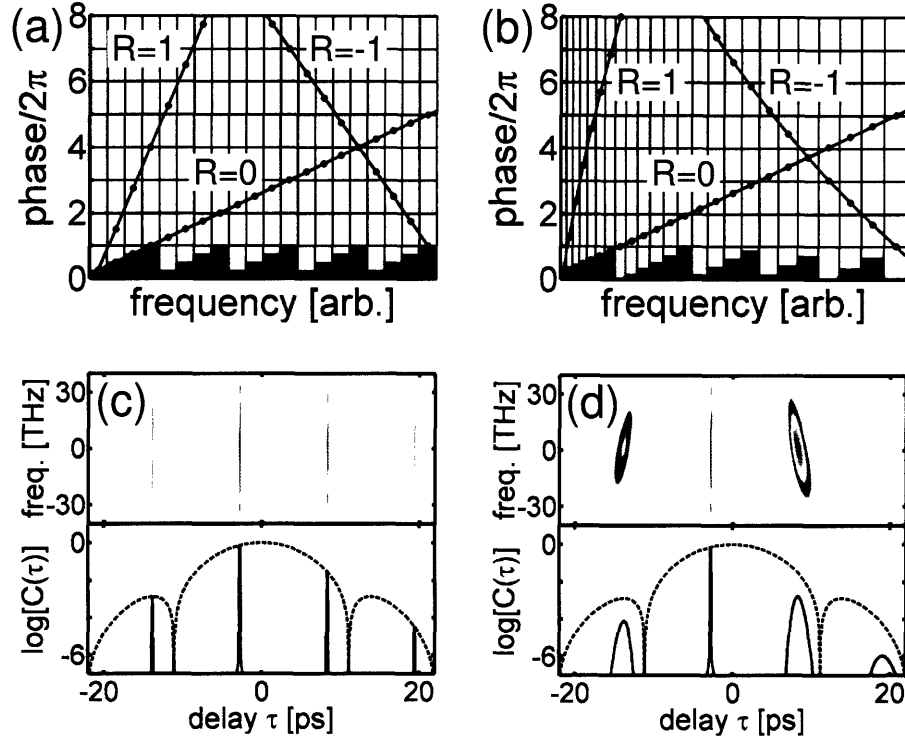 (a)
phase/2π
8
6
4
2
0
R=1
R=-1
R=0
frequency [arb.]
(b)
phase/2π
8
6
4
2
0
R=1
R=-1
R=0
frequency [arb.]
(c)
freq. [THz]
30
0
-30
log[C(τ)]
0
-6
-20
0
20
delay τ [ps]
(d)
freq. [THz]
30
0
-30
log[C(τ)]
0
-6
-20
0
20
delay τ [ps]